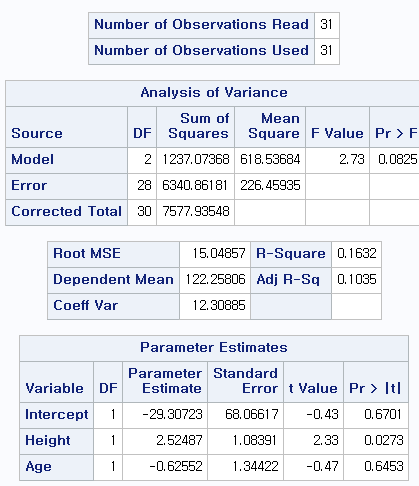 Number of Observations Read 31
Number of Observations Used 31
Analysis of Variance
Source DF Sum of Squares Mean Square F Value Pr > F
Model 2 1237.07368 618.53684 2.73 0.0825
Error 28 6340.86181 226.45935
Corrected Total 30 7577.93548
Root MSE 15.04857 R-Square 0.1632
Dependent Mean 122.25806 Adj R-Sq 0.1035
Coeff Var 12.30885
Parameter Estimates
Variable DF Parameter Estimate Standard Error t Value Pr > |t|
Intercept 1 -29.30723 68.06617 -0.43 0.6701
Height 1 2.52487 1.08391 2.33 0.0273
Age 1 -0.62552 1.34422 -0.47 0.6453